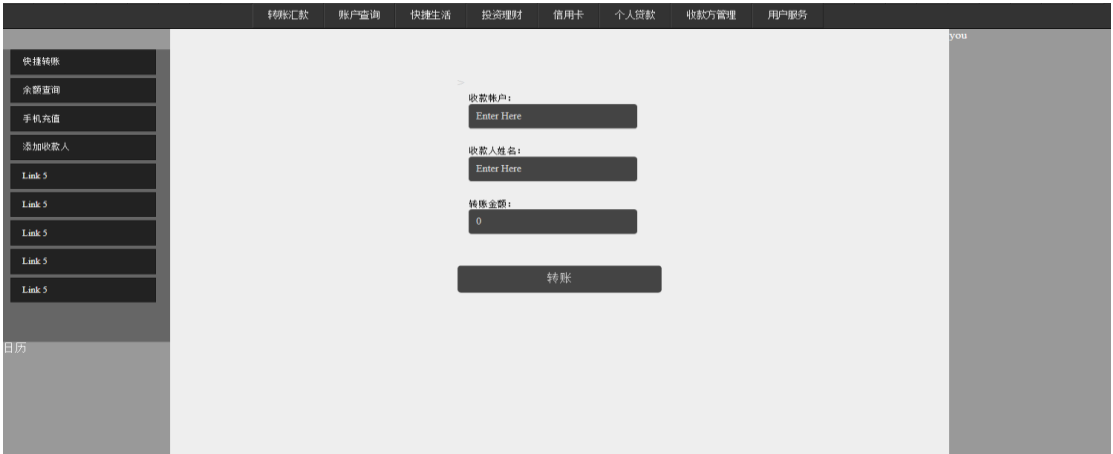 转账汇款 账户查询 快捷生活 投资理财 信用卡 个人贷款 收款方管理 用户服务
you
快捷转账
余额查询
手机充值
添加收款人
Link 5
Link 5
Link 5
Link 5
Link 5
日历
>
收款帐户：
Enter Here
收款人姓名：
Enter Here
转账金额：
0
转账